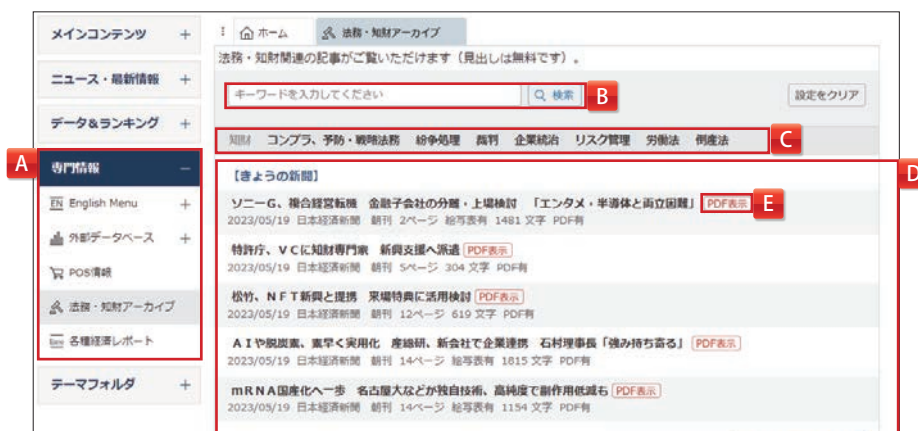 メインコンテンツ +
ニュース・最新情報 +
データ&ランキング +
A
専門情報 −
EN English Menu +
外部データベース +
POS情報
法務・知財アーカイブ
各種経済レポート
テーマフォルダ +
ホーム 法務・知財アーカイブ
法務・知財関連の記事がご覧いただけます（見出しは無料です）.
キーワードを入力してください 検索 B 設定をクリア
知財 コンプラ、予防・戦略法務 紛争処理 裁判 企業統治 リスク管理 労働法 倒産法 C
D
【きょうの新聞】
ソニーG、複合経営転機 金融子会社の分離・上場検討 「エンタメ・半導体と両立困難」 PDF表示 E
2023/05/19 日本経済新聞 朝刊 2ページ 絵写表有 1481 文字 PDF有
特許庁、VCに知財専門家 新興支援へ派遣 PDF表示
2023/05/19 日本経済新聞 朝刊 5ページ 304 文字 PDF有
松竹、NFT新興と提携 来場特典に活用検討 PDF表示
2023/05/19 日本経済新聞 朝刊 12ページ 619 文字 PDF有
AIや脱炭素、素早く実用化 産総研、新会社で企業連携 石村理事長「強み持ち寄る」 PDF表示
2023/05/19 日本経済新聞 朝刊 14ページ 絵写表有 1815 文字 PDF有
mRNA国産化へ一歩 名古屋大などが独自技術、高純度で副作用低減も PDF表示
2023/05/19 日本経済新聞 朝刊 14ページ 絵写表有 1154 文字 PDF有